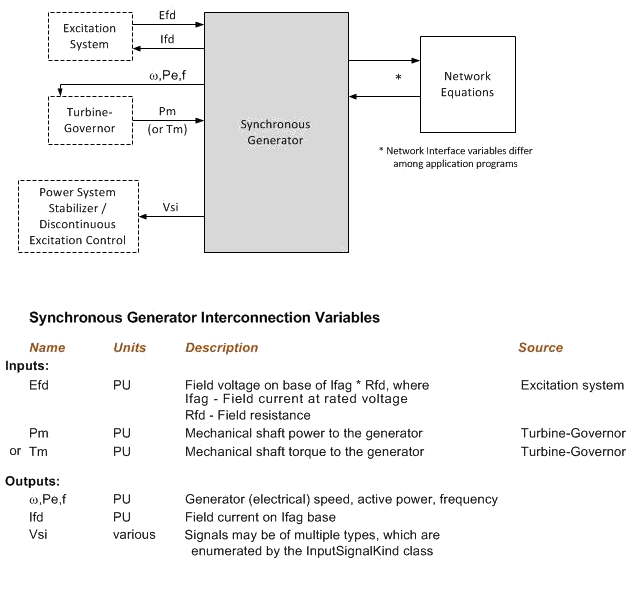 Excitation
System
Efd
Ifd
ω,Pe,f
Turbine-
Governor
Pm
(or Tm)
Synchronous
Generator
*
Network
Equations
* Network Interface variables differ
among application programs
Power System
Stabilizer /
Discontinuous
Excitation Control
Vsi
Synchronous Generator Interconnection Variables
Name Units Description Source
Inputs:
Efd PU Field voltage on base of Ifag * Rfd, where Excitation system
Ifag - Field current at rated voltage
Rfd - Field resistance
Pm PU Mechanical shaft power to the generator Turbine-Governor
or Tm PU Mechanical shaft torque to the generator Turbine-Governor
Outputs:
ω,Pe,f PU Generator (electrical) speed, active power, frequency
Ifd PU Field current on Ifag base
Vsi various Signals may be of multiple types, which are
enumerated by the InputSignalKind class